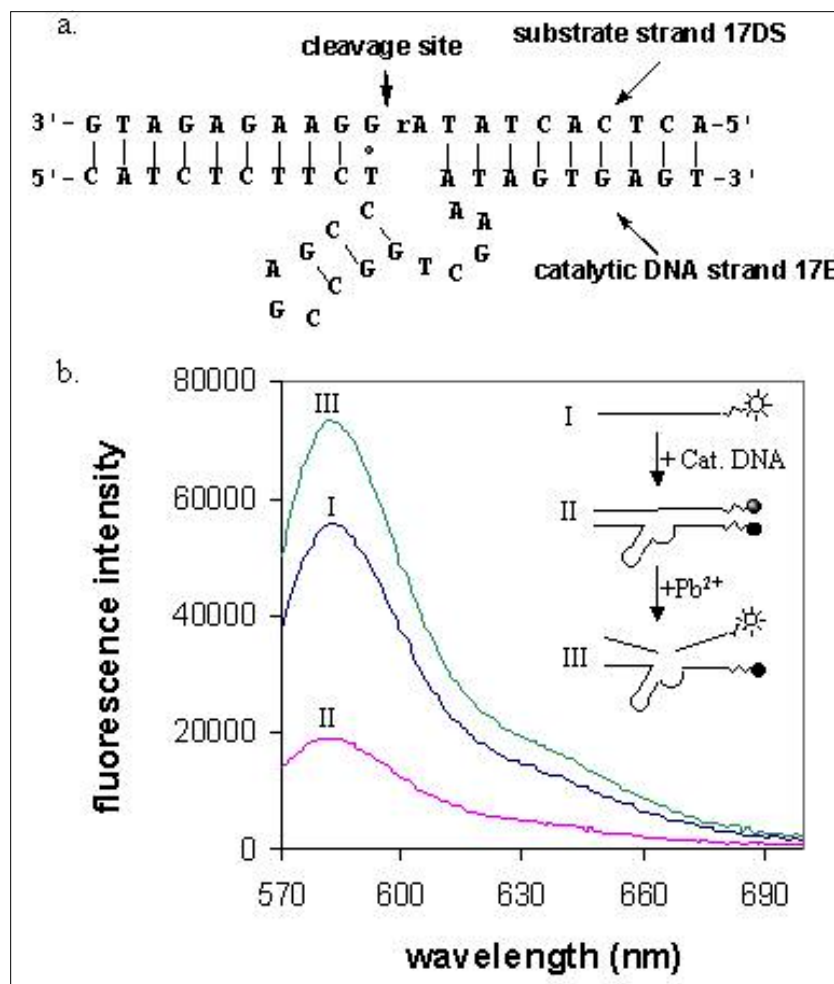 a.
cleavage site
substrate strand 17DS
3'- G T A G A G A A G G rA T A T C A C T C A -5'
5'- C A T C T C T T C T A T A G T G A G T -3'
C A A
C G
G C G T C
A G
C
G C
catalytic DNA strand 17E
b.
80000
60000
40000
20000
0
fluorescence intensity
III
I
II
I
+ Cat. DNA
II
+Pb²⁺
III
570 600 630 660 690
wavelength (nm)